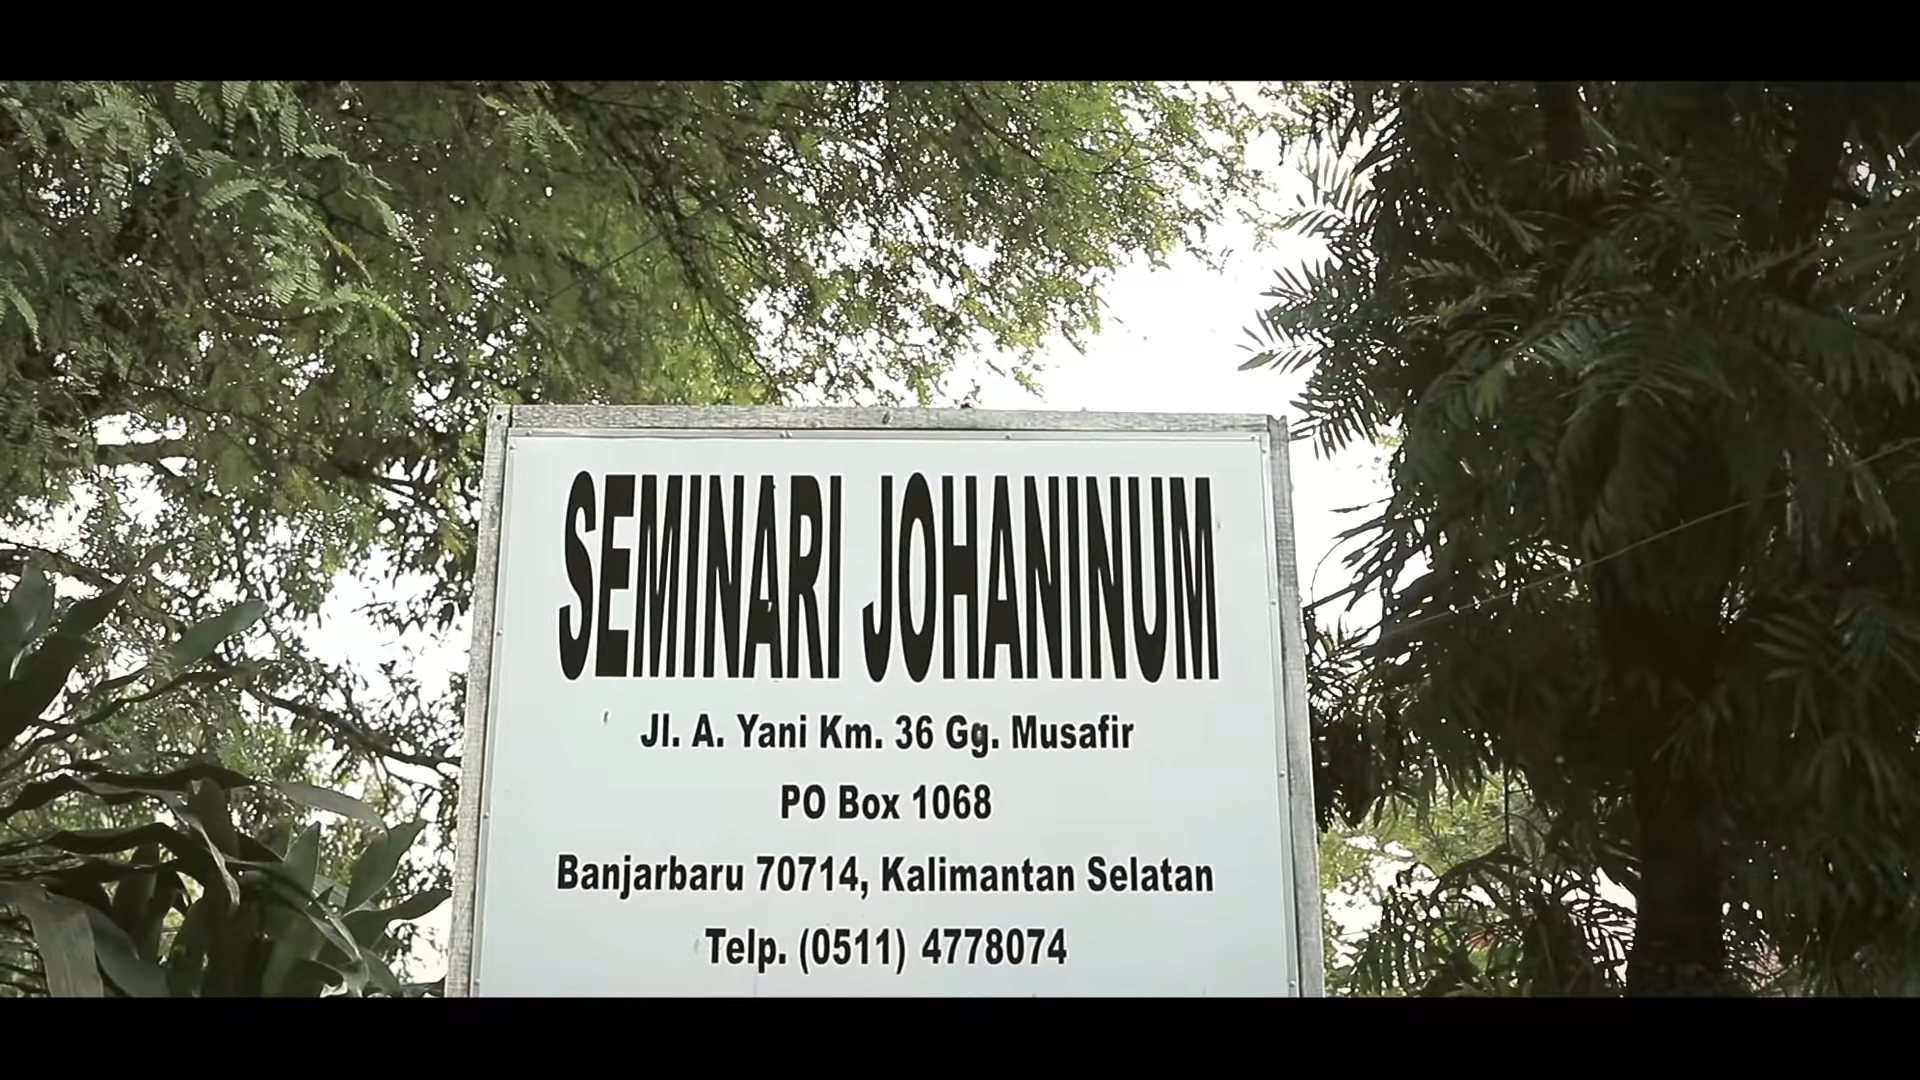 SEMINARI JOHANINUM
Jl. A. Yani Km. 36 Gg. Musafir
PO Box 1068
Banjarbaru 70714, Kalimantan Selatan
Telp. (0511) 4778074